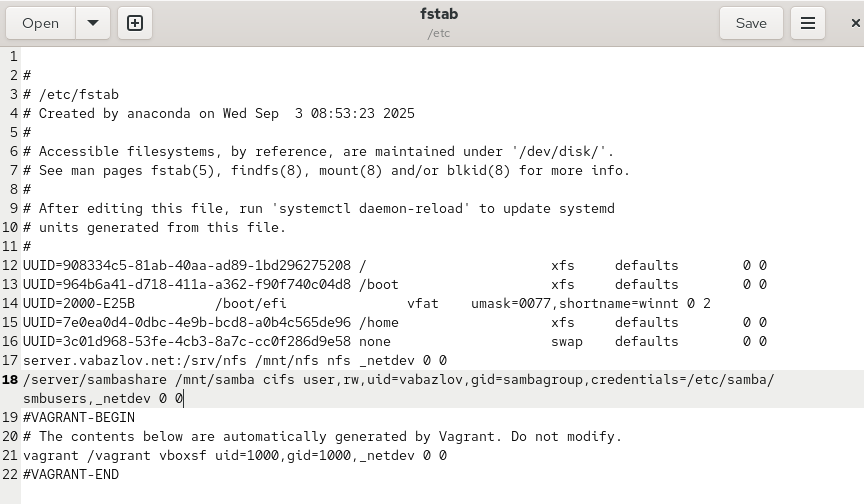 Open
fstab
/etc
Save
1
2 #
3 # /etc/fstab
4 # Created by anaconda on Wed Sep  3 08:53:23 2025
5 #
6 # Accessible filesystems, by reference, are maintained under '/dev/disk/'.
7 # See man pages fstab(5), findfs(8), mount(8) and/or blkid(8) for more info.
8 #
9 # After editing this file, run 'systemctl daemon-reload' to update systemd
10 # units generated from this file.
11 #
12 UUID=908334c5-81ab-40aa-ad89-1bd296275208 /                       xfs     defaults        0 0
13 UUID=964b6a41-d718-411a-a362-f90f740c04d8 /boot                   xfs     defaults        0 0
14 UUID=2000-E25B          /boot/efi               vfat    umask=0077,shortname=winnt 0 2
15 UUID=7e0ea0d4-0dbc-4e9b-bcd8-a0b4c565de96 /home                   xfs     defaults        0 0
16 UUID=3c01d968-53fe-4cb3-8a7c-cc0f286d9e58 none                    swap    defaults        0 0
17 server.vabazlov.net:/srv/nfs /mnt/nfs nfs _netdev 0 0
18 /server/sambashare /mnt/samba cifs user,rw,uid=vabazlov,gid=sambagroup,credentials=/etc/samba/
smbusers,_netdev 0 0
19 #VAGRANT-BEGIN
20 # The contents below are automatically generated by Vagrant. Do not modify.
21 vagrant /vagrant vboxsf uid=1000,gid=1000,_netdev 0 0
22 #VAGRANT-END